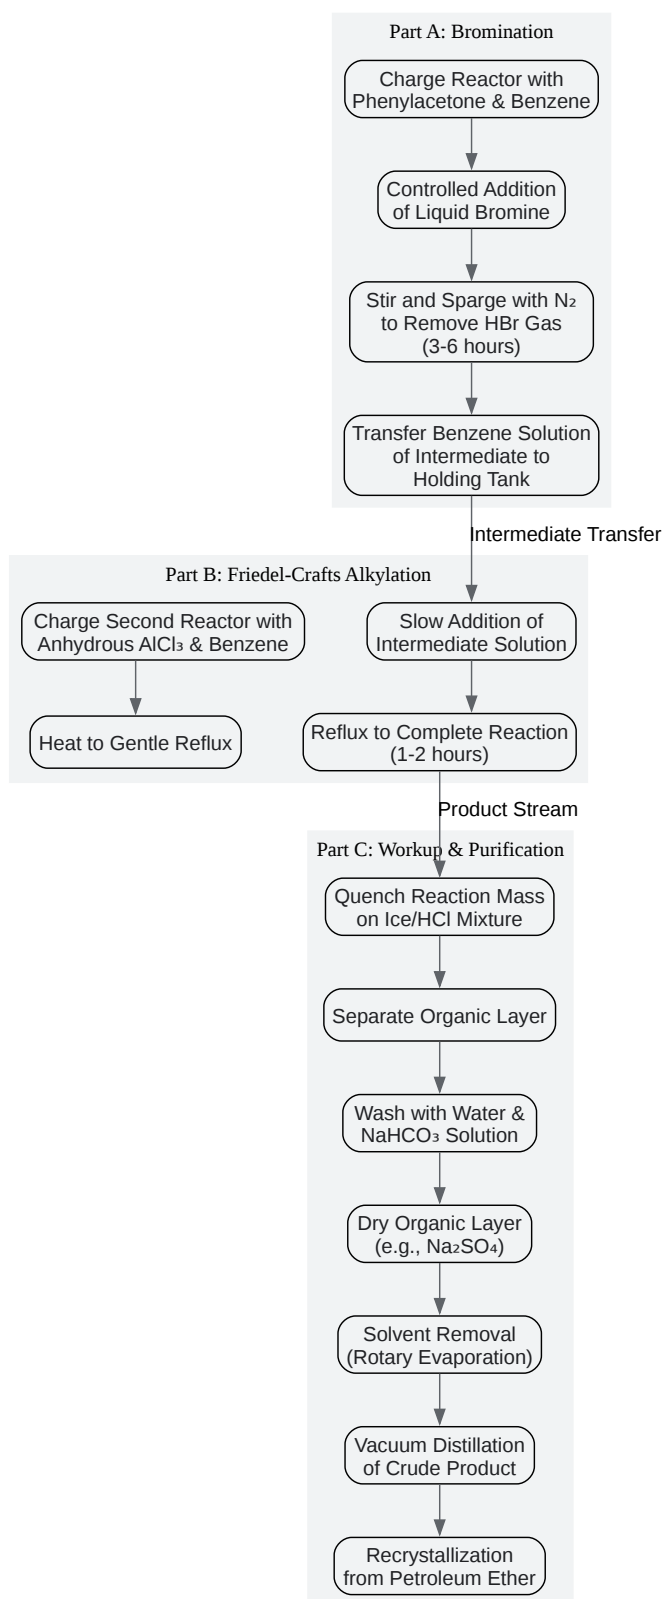 Part A: Bromination
Charge Reactor with
Phenylacetone & Benzene
Controlled Addition
of Liquid Bromine
Stir and Sparge with N₂
to Remove HBr Gas
(3-6 hours)
Transfer Benzene Solution
of Intermediate to
Holding Tank
Intermediate Transfer
Part B: Friedel-Crafts Alkylation
Charge Second Reactor with
Anhydrous AlCl₃ & Benzene
Heat to Gentle Reflux
Slow Addition of
Intermediate Solution
Reflux to Complete Reaction
(1-2 hours)
Product Stream
Part C: Workup & Purification
Quench Reaction Mass
on Ice/HCl Mixture
Separate Organic Layer
Wash with Water &
NaHCO₃ Solution
Dry Organic Layer
(e.g., Na₂SO₄)
Solvent Removal
(Rotary Evaporation)
Vacuum Distillation
of Crude Product
Recrystallization
from Petroleum Ether